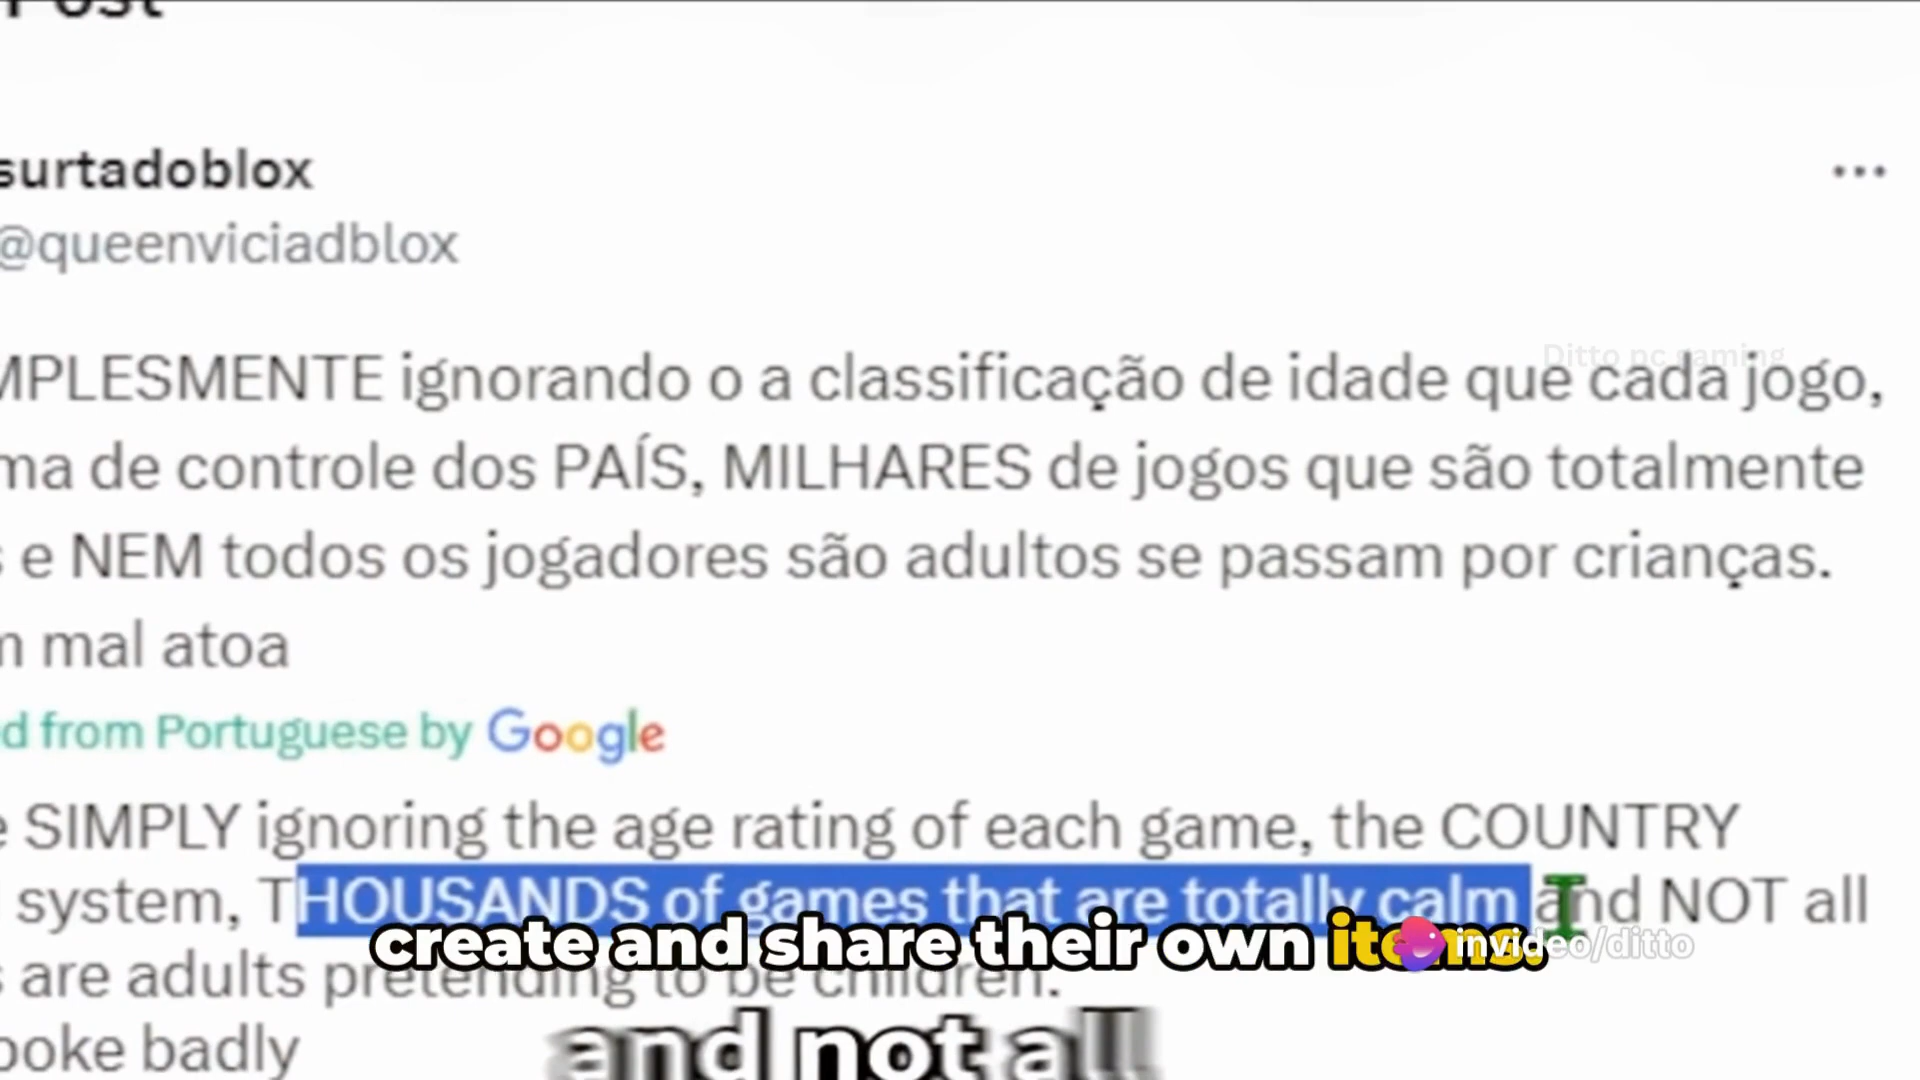 Post
surtadoblox
@queenviciadblox
Ditto pc gaming
MPLESMENTE ignorando o a classificação de idade que cada jogo,
ma de controle dos PAÍS, MILHARES de jogos que são totalmente
s e NEM todos os jogadores são adultos se passam por crianças.
m mal atoa
d from Portuguese by Google
e SIMPLY ignoring the age rating of each game, the COUNTRY
system, THOUSANDS of games that are totally calm and NOT all
create and share their own items.
invideo/ditto
s are adults pretending to be children.
and not all
poke badly